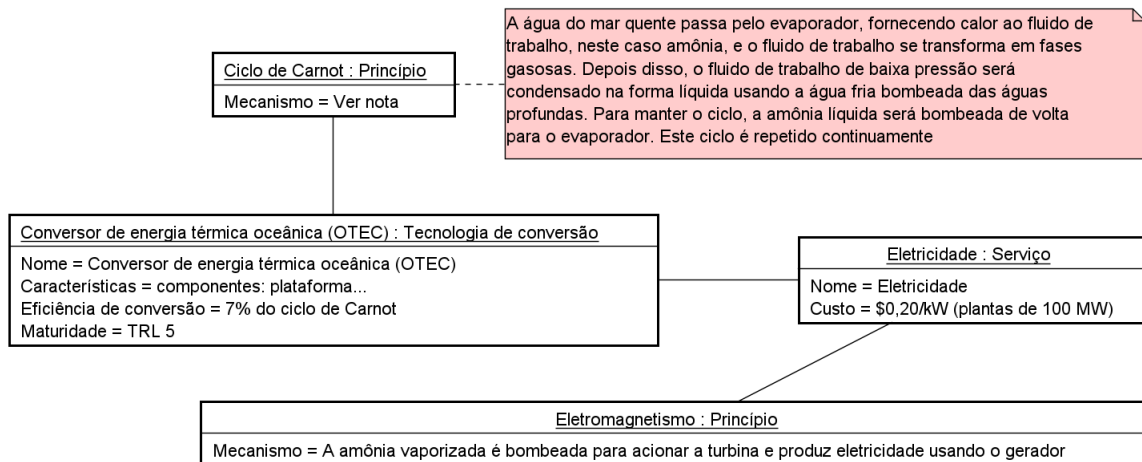 A água do mar quente passa pelo evaporador, fornecendo calor ao fluido de
trabalho, neste caso amônia, e o fluido de trabalho se transforma em fases
gasosas. Depois disso, o fluido de trabalho de baixa pressão será
condensado na forma líquida usando a água fria bombeada das águas
profundas. Para manter o ciclo, a amônia líquida será bombeada de volta
para o evaporador. Este ciclo é repetido continuamente
Ciclo de Carnot : Princípio
Mecanismo = Ver nota
Conversor de energia térmica oceânica (OTEC) : Tecnologia de conversão
Nome = Conversor de energia térmica oceânica (OTEC)
Características = componentes: plataforma...
Eficiência de conversão = 7% do ciclo de Carnot
Maturidade = TRL 5
Eletricidade : Serviço
Nome = Eletricidade
Custo = $0,20/kW (plantas de 100 MW)
Eletromagnetismo : Princípio
Mecanismo = A amônia vaporizada é bombeada para acionar a turbina e produz eletricidade usando o gerador